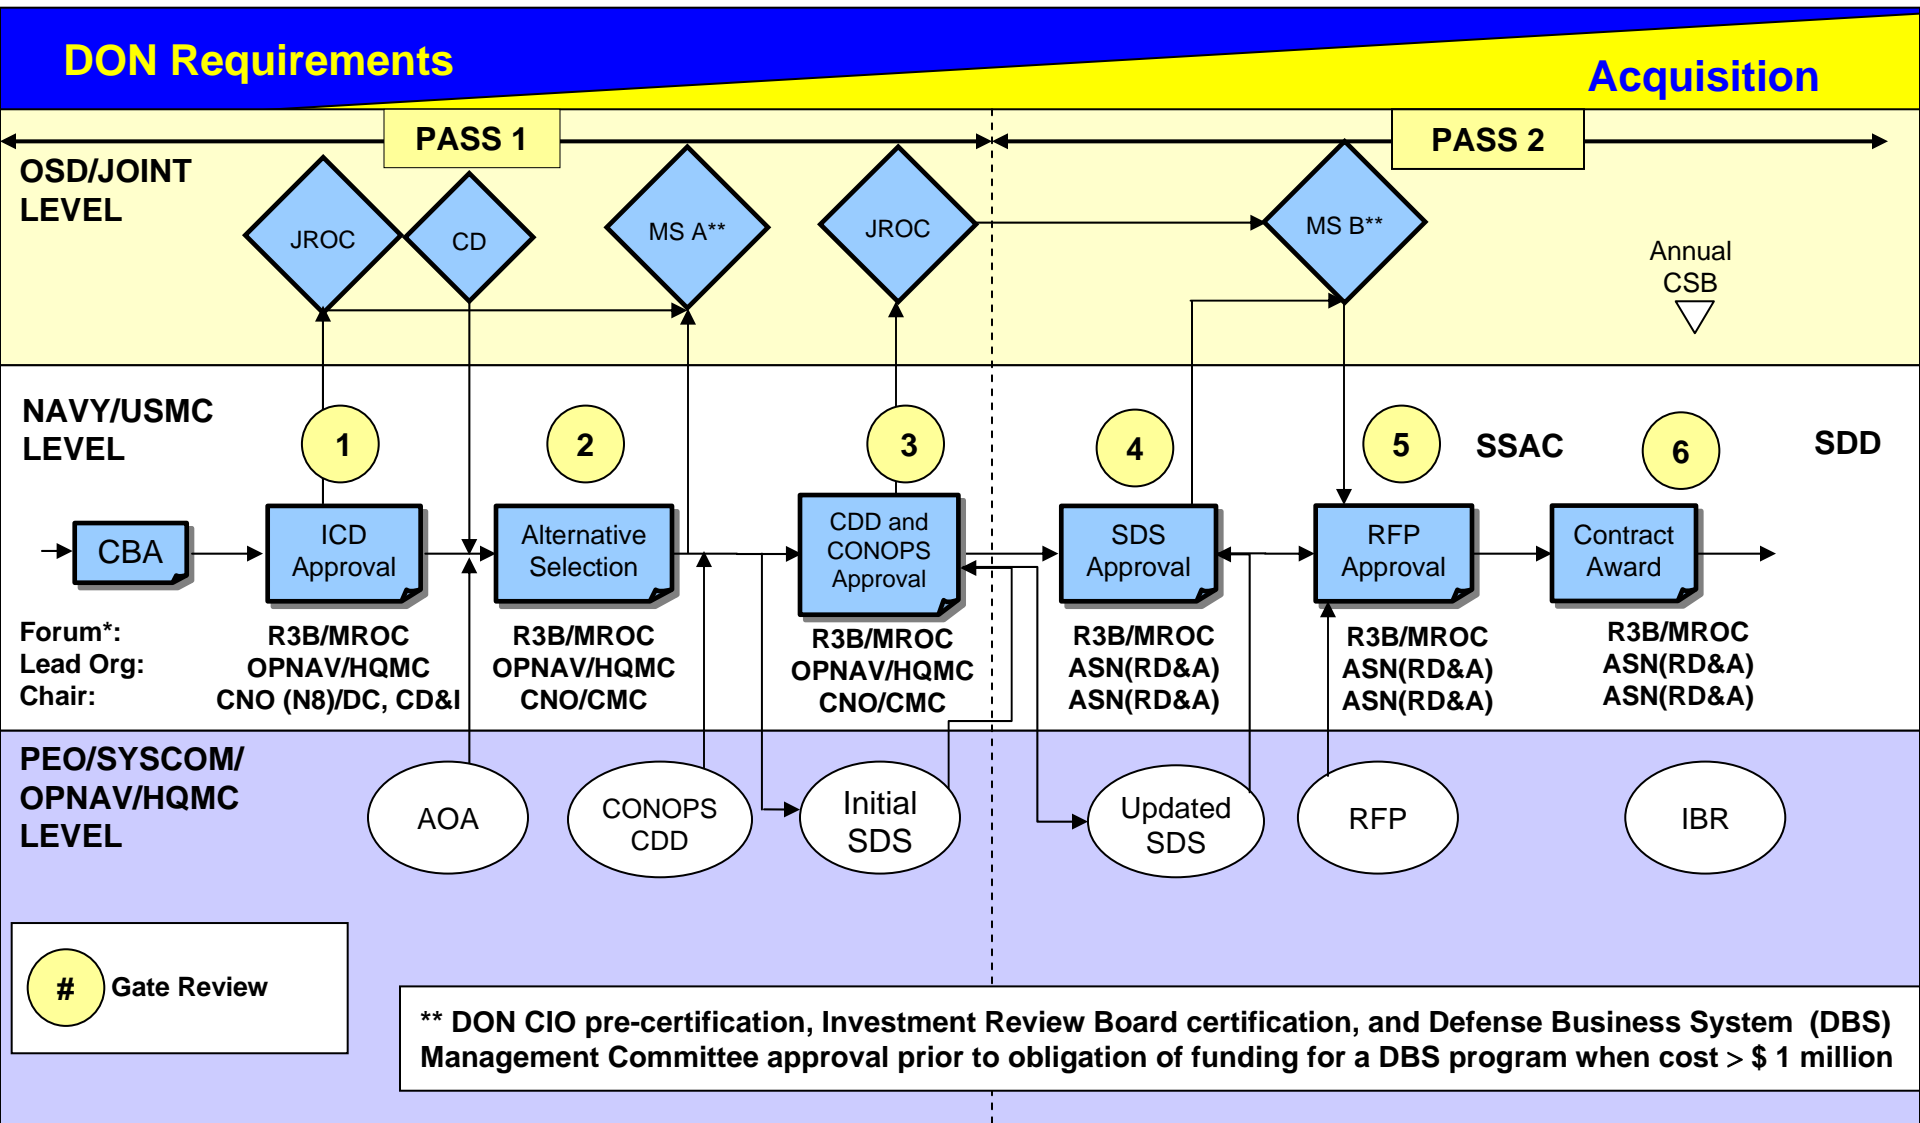 DON Requirements
Acquisition
PASS 1
PASS 2
OSD/JOINT
LEVEL
JROC
CD
MS A**
JROC
MS B**
Annual
CSB
NAVY/USMC
LEVEL
1
2
3
4
5
SSAC
6
SDD
CBA
ICD
Approval
Alternative
Selection
CDD and
CONOPS
Approval
SDS
Approval
RFP
Approval
Contract
Award
Forum*:
Lead Org:
Chair:
R3B/MROC
OPNAV/HQMC
CNO (N8)/DC, CD&I
R3B/MROC
OPNAV/HQMC
CNO/CMC
R3B/MROC
OPNAV/HQMC
CNO/CMC
R3B/MROC
ASN(RD&A)
ASN(RD&A)
R3B/MROC
ASN(RD&A)
ASN(RD&A)
R3B/MROC
ASN(RD&A)
ASN(RD&A)
PEO/SYSCOM/
OPNAV/HQMC
LEVEL
AOA
CONOPS
CDD
Initial
SDS
Updated
SDS
RFP
IBR
# Gate Review
** DON CIO pre-certification, Investment Review Board certification, and Defense Business System (DBS)
Management Committee approval prior to obligation of funding for a DBS program when cost > $ 1 million